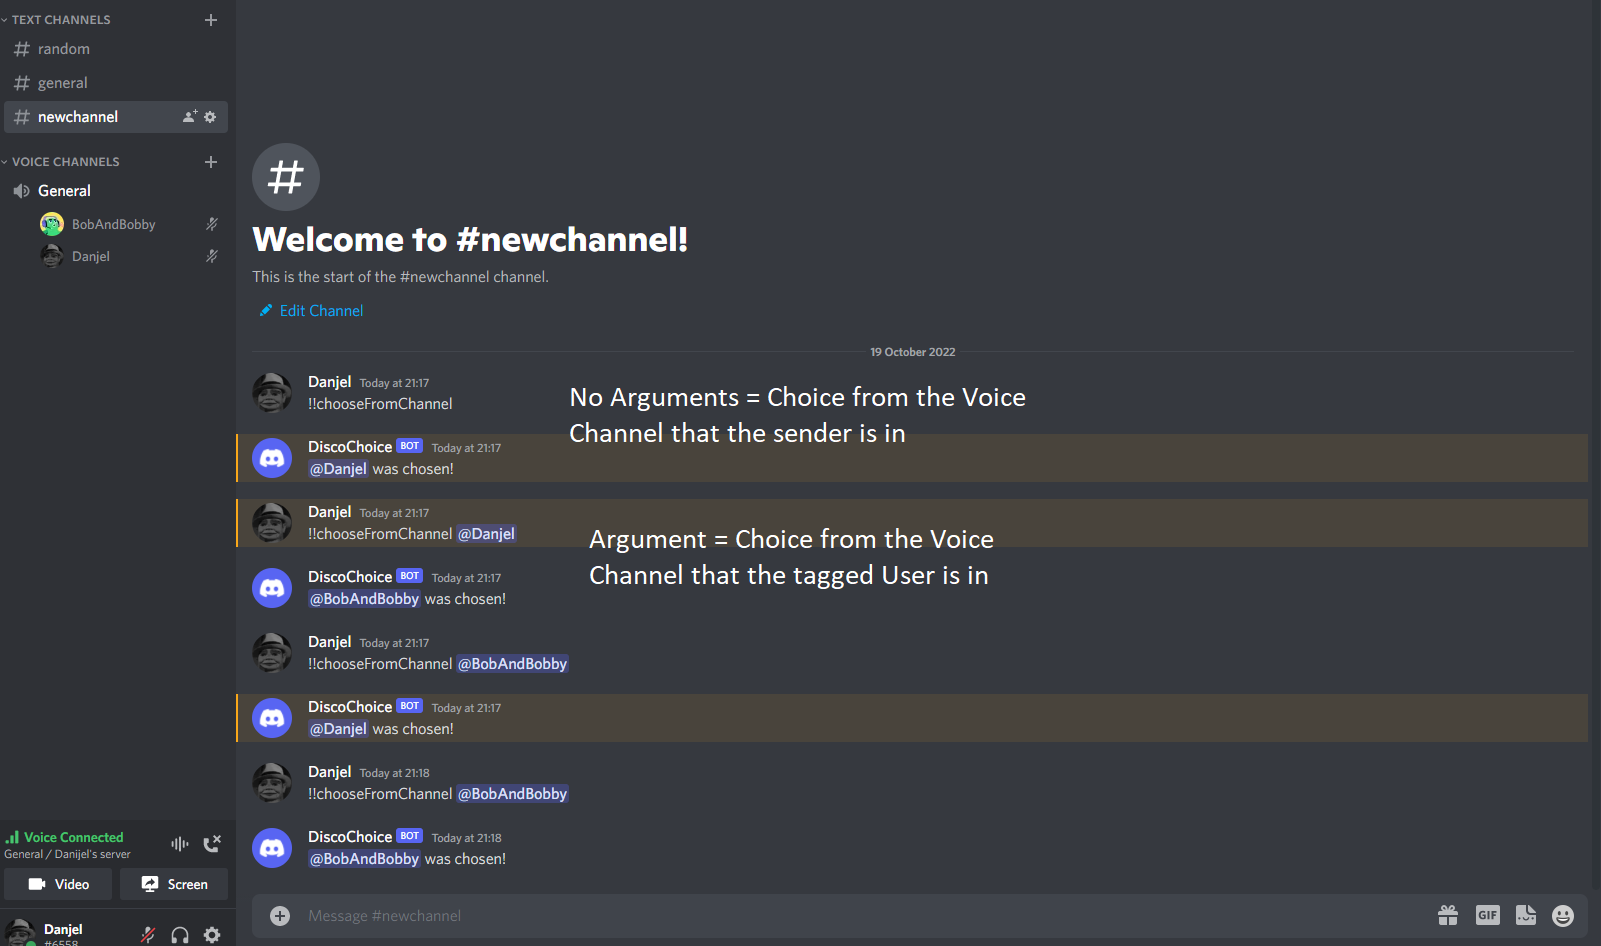 TEXT CHANNELS
random
general
newchannel
VOICE CHANNELS
General
BobAndBobby
Danjel
Voice Connected
General / Danijel's server
Video
Screen
Danjel
#6558
Welcome to #newchannel!
This is the start of the #newchannel channel.
Edit Channel
19 October 2022
Danjel Today at 21:17
!!chooseFromChannel
No Arguments = Choice from the Voice
Channel that the sender is in
DiscoChoice BOT Today at 21:17
@Danjel was chosen!
Danjel Today at 21:17
!!chooseFromChannel @Danjel
Argument = Choice from the Voice
Channel that the tagged User is in
DiscoChoice BOT Today at 21:17
@BobAndBobby was chosen!
Danjel Today at 21:17
!!chooseFromChannel @BobAndBobby
DiscoChoice BOT Today at 21:17
@Danjel was chosen!
Danjel Today at 21:18
!!chooseFromChannel @BobAndBobby
DiscoChoice BOT Today at 21:18
@BobAndBobby was chosen!
Message #newchannel
GIF